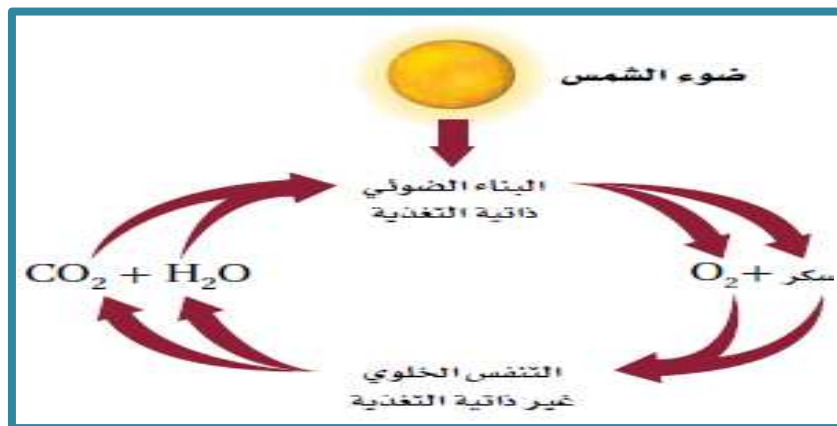 ضوء الشمس
البناء الضوئي
ذاتية التغذية
CO₂ + H₂O
سكر + O₂
التنفس الخلوي
غير ذاتية التغذية